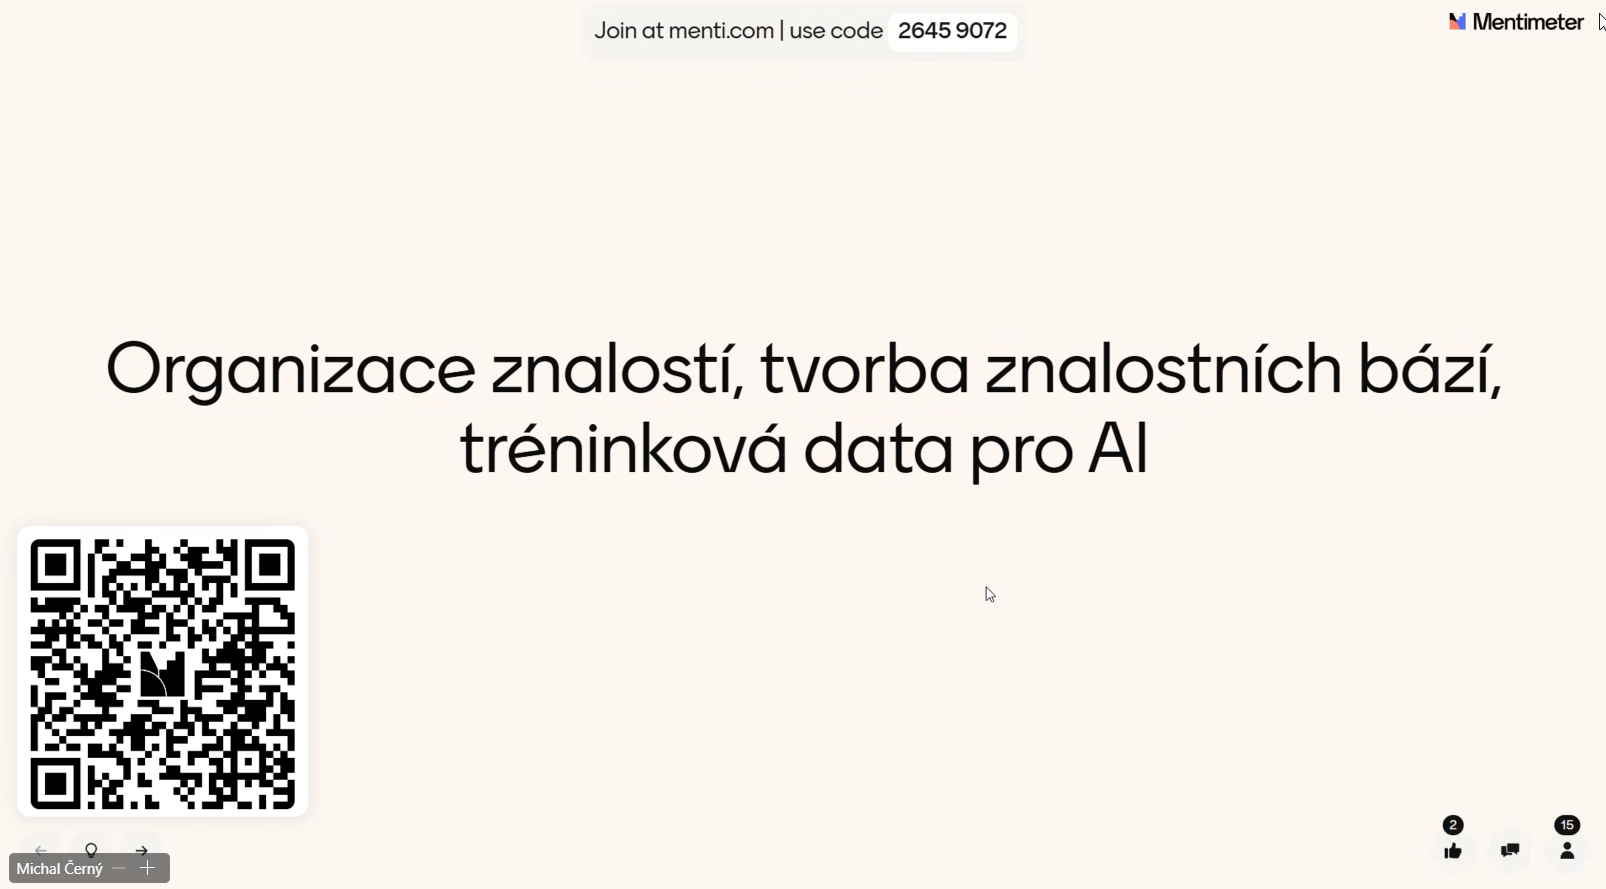 Join at menti.com | use code 2645 9072
Mentimeter
Organizace znalostí, tvorba znalostních bází,
tréninková data pro AI
2
15
Michal Černý